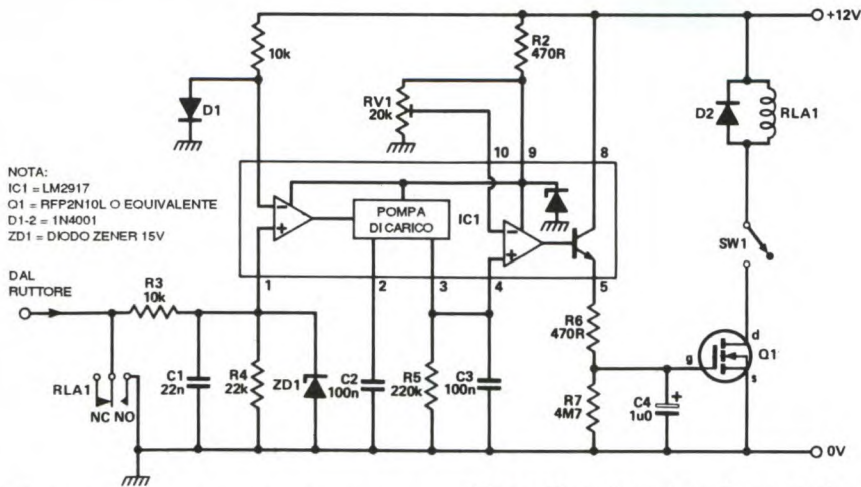 +12V
10k
R2
470R
D1
RV1
20k
D2
RLA1
10
9
8
NOTA:
IC1 = LM2917
Q1 = RFP2N10L O EQUIVALENTE
D1-2 = 1N4001
ZD1 = DIODO ZENER 15V
POMPA
DI CARICO
IC1
SW1
DAL
RUTTORE
R3
10k
1
2
3
4
5
R6
470R
d
g
Q1
s
RLA1
NC NO
C1
22n
R4
22k
ZD1
C2
100n
R5
220k
C3
100n
R7
4M7
C4
1u0
+
0V